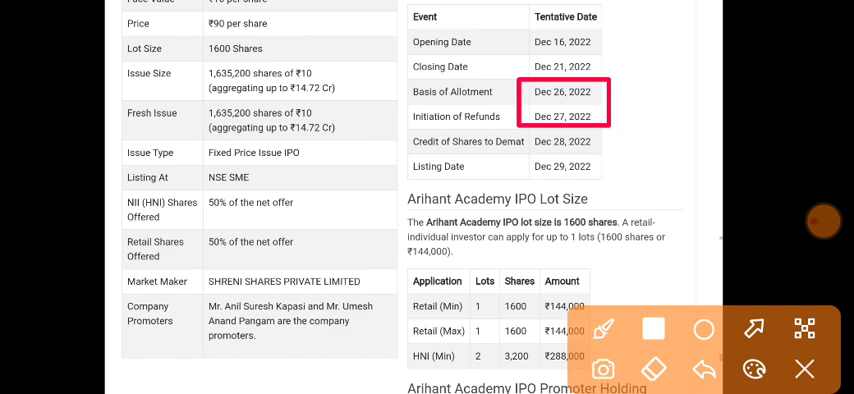 Face Value ₹10 per share
Price ₹90 per share
Lot Size 1600 Shares
Issue Size 1,635,200 shares of ₹10
(aggregating up to ₹14.72 Cr)
Fresh Issue 1,635,200 shares of ₹10
(aggregating up to ₹14.72 Cr)
Issue Type Fixed Price Issue IPO
Listing At NSE SME
NII (HNI) Shares
Offered 50% of the net offer
Retail Shares
Offered 50% of the net offer
Market Maker SHRENI SHARES PRIVATE LIMITED
Company
Promoters Mr. Anil Suresh Kapasi and Mr. Umesh
Anand Pangam are the company
promoters.
Event Tentative Date
Opening Date Dec 16, 2022
Closing Date Dec 21, 2022
Basis of Allotment Dec 26, 2022
Initiation of Refunds Dec 27, 2022
Credit of Shares to Demat Dec 28, 2022
Listing Date Dec 29, 2022
Arihant Academy IPO Lot Size
The Arihant Academy IPO lot size is 1600 shares. A retail-
individual investor can apply for up to 1 lots (1600 shares or
₹144,000).
Application Lots Shares Amount
Retail (Min) 1 1600 ₹144,000
Retail (Max) 1 1600 ₹144,000
HNI (Min) 2 3,200 ₹288,000
Arihant Academy IPO Promoter Holding